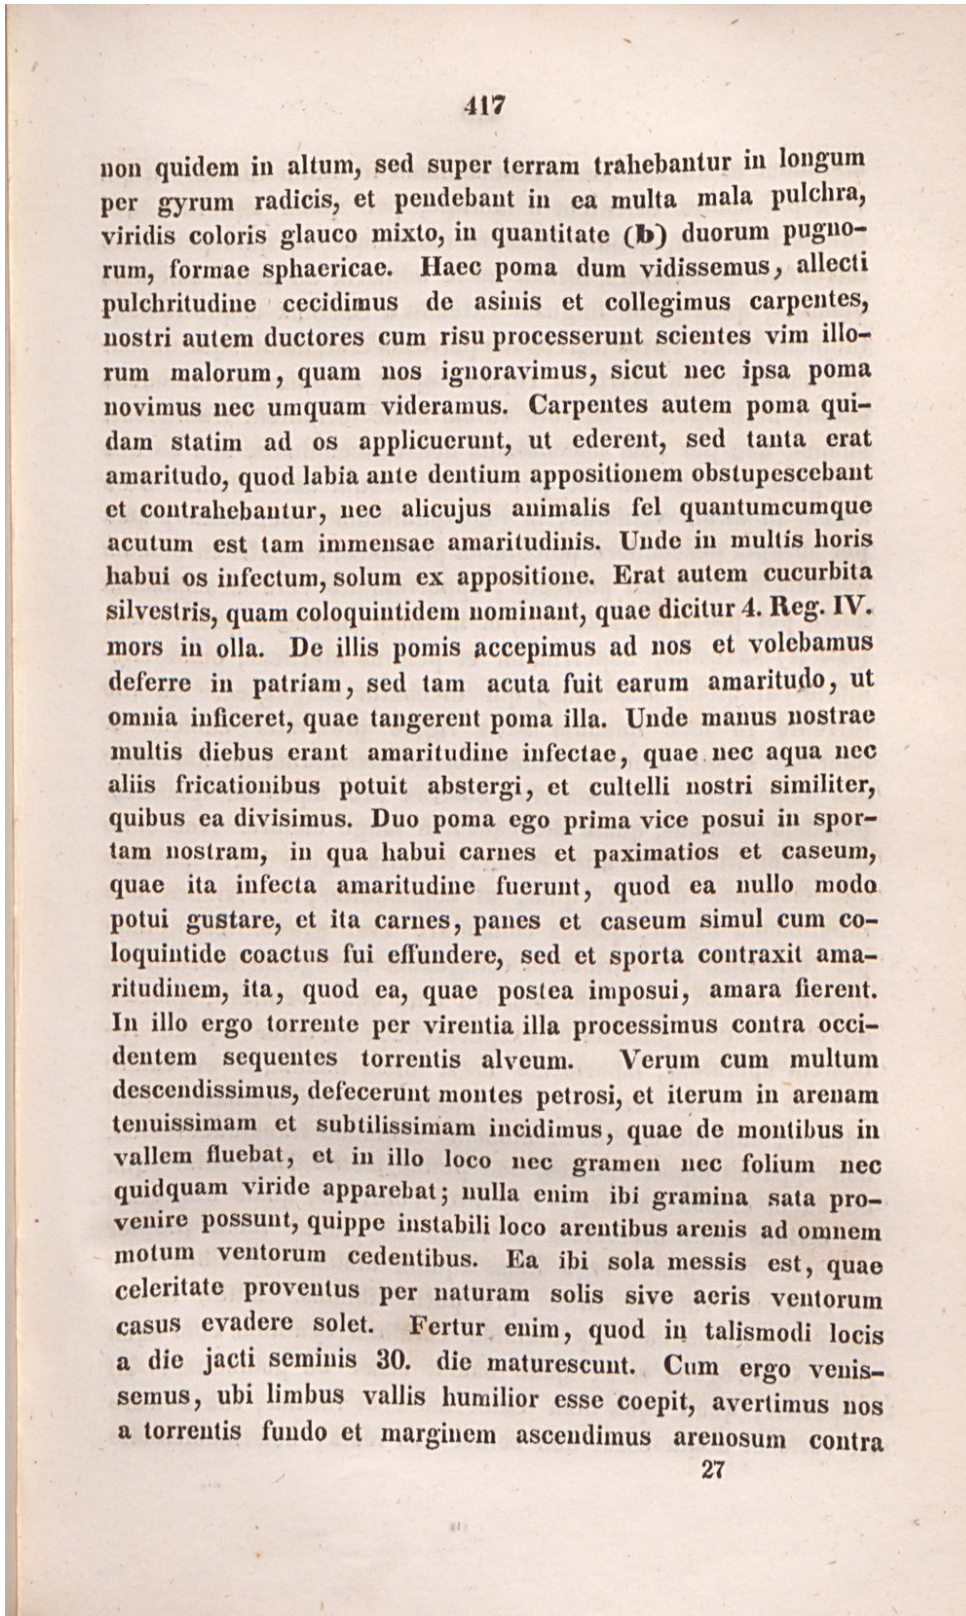 417
non quidem in altum, sed super terram trahebantur in longum
per gyrum radicis, et pendebant in ea multa mala pulchra,
viridis coloris glauco mixto, in quantitate (b) duorum pugno-
rum, formae sphaericae. Haec poma dum vidissemus, allecti
pulchritudine cecidimus de asinis et collegimus carpentes,
nostri autem ductores cum risu processerunt scientes vim illo-
rum malorum, quam nos ignoravimus, sicut nec ipsa poma
novimus nec umquam videramus. Carpentes autem poma qui-
dam statim ad os applicuerunt, ut ederent, sed tanta erat
amaritudo, quod labia ante dentium appositionem obstupescebant
et contrahebantur, nec alicujus animalis fel quantumcumque
acutum est tam immensae amaritudinis. Unde in multis horis
habui os infectum, solum ex appositione. Erat autem cucurbita
silvestris, quam coloquintidem nominant, quae dicitur 4. Reg. IV.
mors in olla. De illis pomis accepimus ad nos et volebamus
deferre in patriam, sed tam acuta fuit earum amaritudo, ut
omnia inficeret, quae tangerent poma illa. Unde manus nostrae
multis diebus erant amaritudine infectae, quae nec aqua nec
aliis fricationibus potuit abstergi, et cultelli nostri similiter,
quibus ea divisimus. Duo poma ego prima vice posui in spor-
tam nostram, in qua habui carnes et paximatios et caseum,
quae ita infecta amaritudine fuerunt, quod ea nullo modo
potui gustare, et ita carnes, panes et caseum simul cum co-
loquintide coactus fui effundere, sed et sporta contraxit ama-
ritudinem, ita, quod ea, quae postea imposui, amara fierent.
In illo ergo torrente per virentia illa processimus contra occi-
dentem sequentes torrentis alveum. Verum cum multum
descendissimus, defecerunt montes petrosi, et iterum in arenam
tenuissimam et subtilissimam incidimus, quae de montibus in
vallem fluebat, et in illo loco nec gramen nec folium nec
quidquam viride apparebat; nulla enim ibi gramina sata pro-
venire possunt, quippe instabili loco arentibus arenis ad omnem
motum ventorum cedentibus. Ea ibi sola messis est, quae
celeritate proventus per naturam solis sive aeris ventorum
casus evadere solet. Fertur enim, quod in talismodi locis
a die jacti seminis 30. die maturescunt. Cum ergo venis-
semus, ubi limbus vallis humilior esse coepit, avertimus nos
a torrentis fundo et marginem ascendimus arenosum contra
27